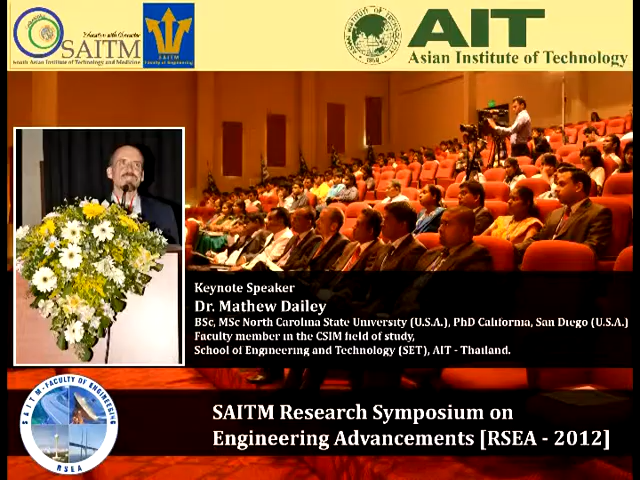 SAITM
South Asian Institute of Technology and Medicine
SAITM
Faculty of Engineering
AIT
Asian Institute of Technology
Keynote Speaker
Dr. Mathew Dailey
BSc, MSc North Carolina State University (U.S.A.), PhD California, San Diego (U.S.A.)
Faculty member in the CSIM field of study,
School of Engineering and Technology (SET), AIT - Thailand.
SAITM - FACULTY OF ENGINEERING
RSEA
SAITM Research Symposium on
Engineering Advancements [RSEA - 2012]